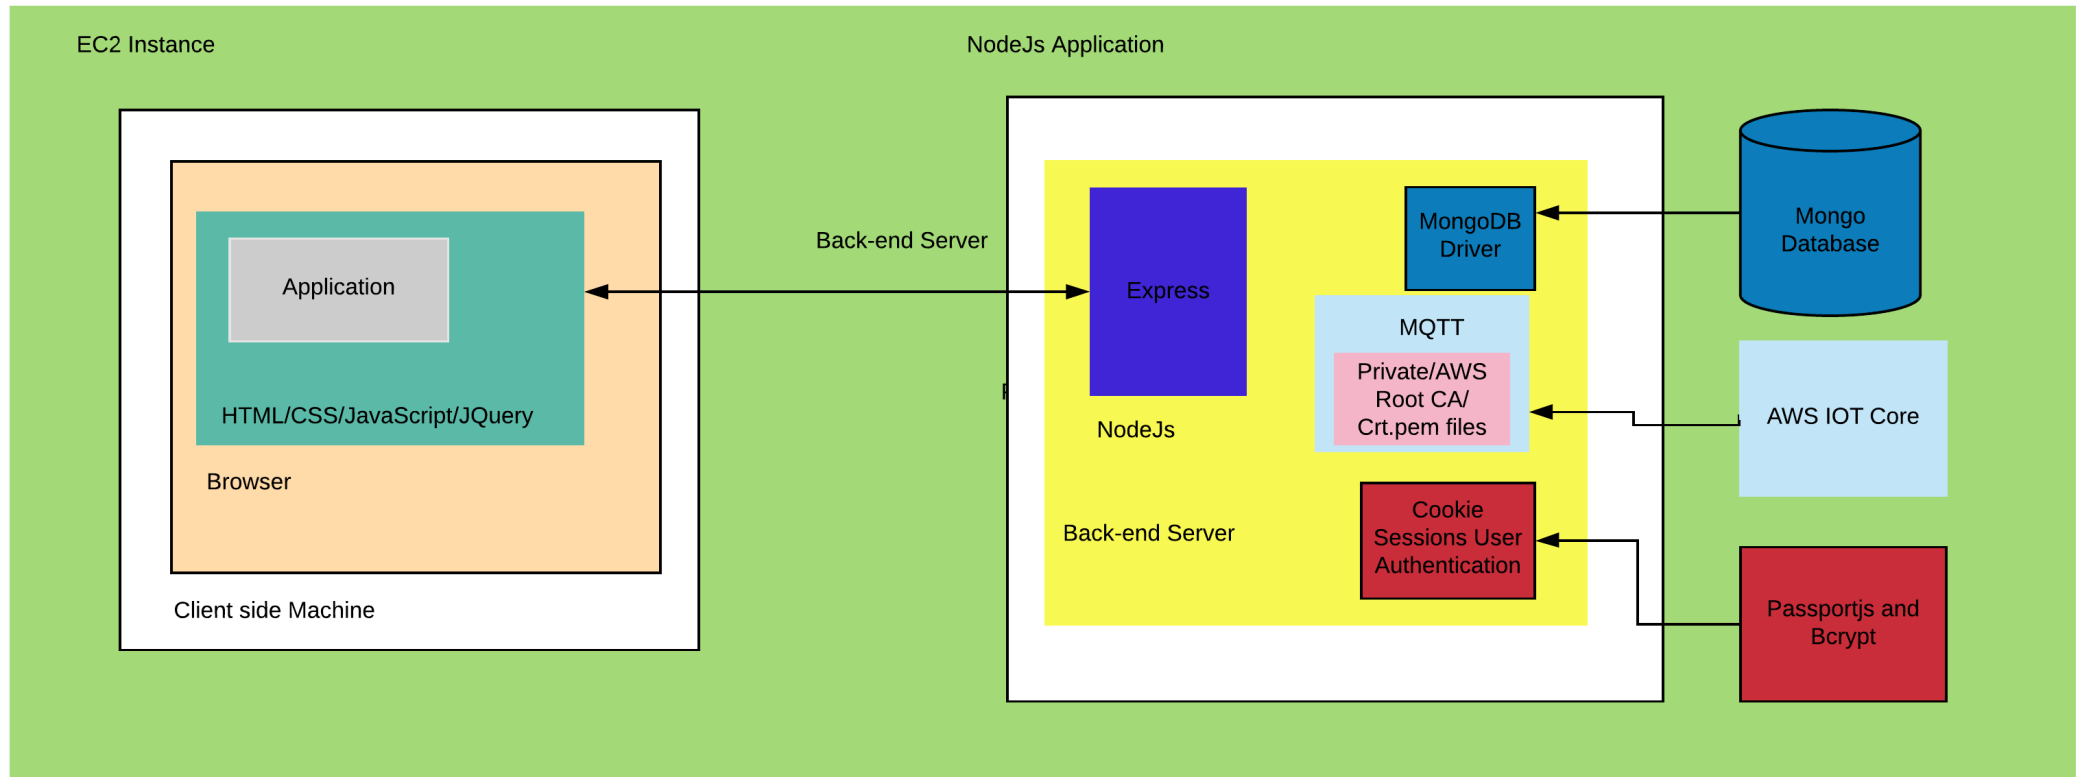 EC2 Instance
NodeJs Application
Application
HTML/CSS/JavaScript/JQuery
Browser
Client side Machine
Back-end Server
Express
NodeJs
Back-end Server
MongoDB
Driver
MQTT
Private/AWS
Root CA/
Crt.pem files
Cookie
Sessions User
Authentication
Mongo
Database
AWS IOT Core
Passportjs and
Bcrypt